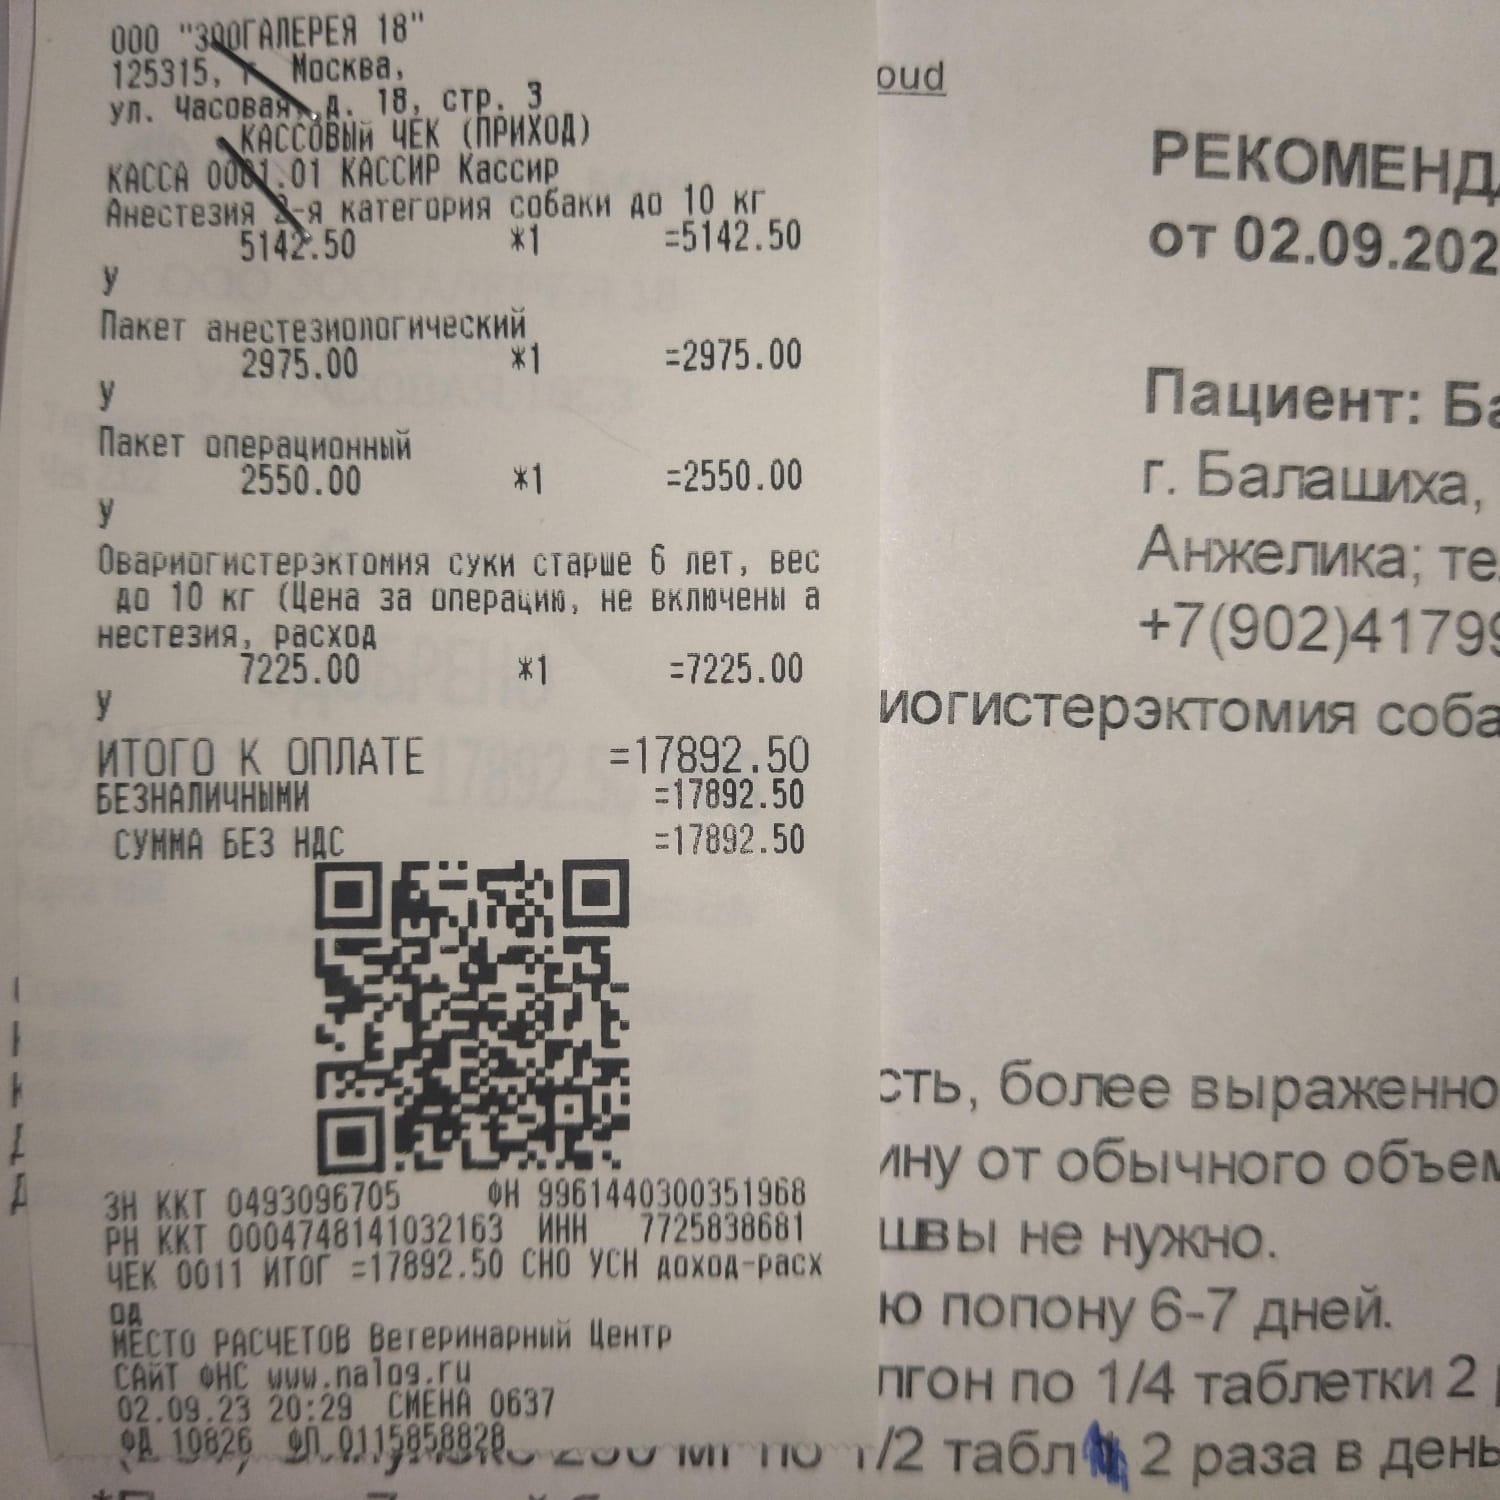 ООО "ЗООГАЛЕРЕЯ 18"
125315, г. Москва,
ул. Часовая, д. 18, стр. 3
КАССОВЫЙ ЧЕК (ПРИХОД)
КАССА 0001.01 КАССИР Кассир
Анестезия 2-я категория собаки до 10 кг
5142.50 *1 =5142.50
У
Пакет анестезиологический
2975.00 *1 =2975.00
У
Пакет операционный
2550.00 *1 =2550.00
У
Овариогистерэктомия суки старше 6 лет, вес
до 10 кг (Цена за операцию, не включены а
нестезия, расход
7225.00 *1 =7225.00
У
ИТОГО К ОПЛАТЕ =17892.50
БЕЗНАЛИЧНЫМИ =17892.50
СУММА БЕЗ НДС =17892.50
ЗН ККТ 0493096705 ФН 9961440300351968
РН ККТ 0004748141032163 ИНН 7725838681
ЧЕК 0011 ИТОГ =17892.50 СНО УСН доход-расх
од
МЕСТО РАСЧЕТОВ Ветеринарный Центр
САЙТ ФНС www.nalog.ru
02.09.23 20:29 СМЕНА 0637
ФД 10826 ФП 0115858828
oud
РЕКОМЕНДА
от 02.09.202
Пациент: Ба
г. Балашиха,
Анжелика; те
+7(902)41799
иогистерэктомия соба
сть, более выраженно
ину от обычного объем
швы не нужно.
ю попону 6-7 дней.
лгон по 1/4 таблетки 2 р
250 мг по 1/2 табл 2 раза в день